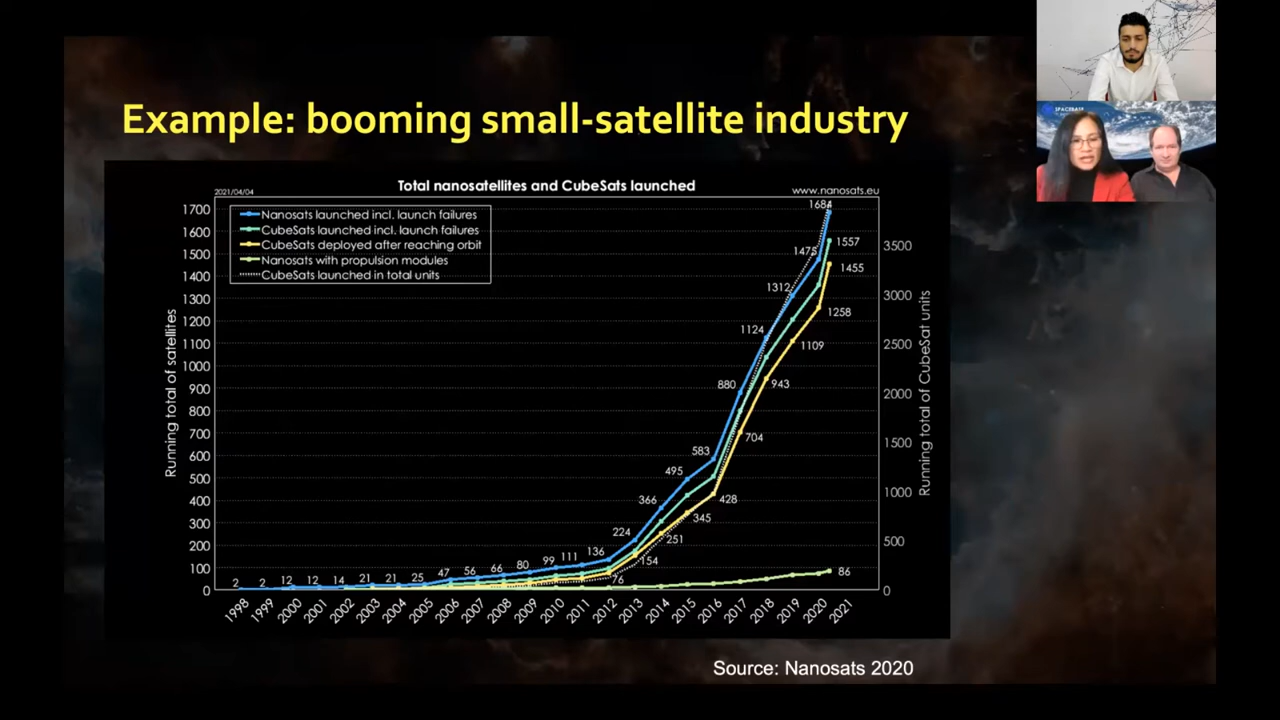 SPACEBASE
Example: booming small-satellite industry
2021/04/04
Total nanosatellites and CubeSats launched
www.nanosats.eu
Nanosats launched incl. launch failures
CubeSats launched incl. launch failures
CubeSats deployed after reaching orbit
Nanosats with propulsion modules
CubeSats launched in total units
Running total of satellites
1700
1600
1500
1400
1300
1200
1100
1000
900
800
700
600
500
400
300
200
100
0
2 2 12 12 14 21 21 25 47 56 66 80 99 111 136 224 366 495 583 880 1124 1312 1475 1684
1557
1455
1258
1109
943
704
428
345
251
154
76
86
3500
3000
2500
2000
1500
1000
500
0
Running total of CubeSat units
1998 1999 2000 2001 2002 2003 2004 2005 2006 2007 2008 2009 2010 2011 2012 2013 2014 2015 2016 2017 2018 2019 2020 2021
Source: Nanosats 2020